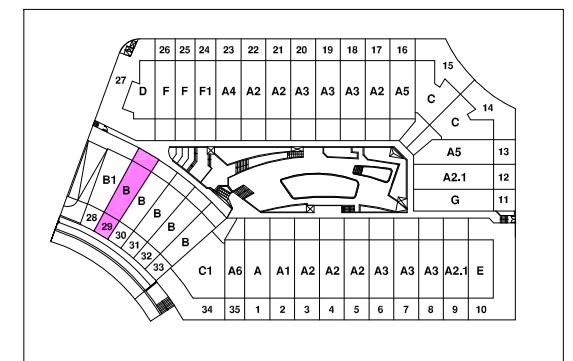 26 25 24 23 22 21 20 19 18 17 16
15
27
14
D F F F1 A4 A2 A2 A3 A3 A3 A2 A5
C
C
A5 13
A2.1 12
G 11
B1
B
B
B
B
B
28
29
30
31
32
33
C1 A6 A A1 A2 A2 A2 A3 A3 A3 A2.1 E
34 35 1 2 3 4 5 6 7 8 9 10